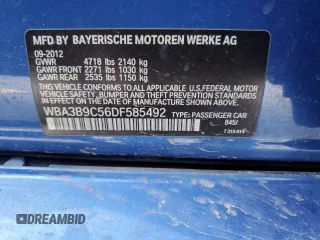 MFD BY BAYERISCHE MOTOREN WERKE AG
09-2012
GVWR 4718 lbs 2140 kg
GAWR FRONT 2271 lbs 1030 kg
GAWR REAR 2535 lbs 1150 kg
THIS VEHICLE CONFORMS TO ALL APPLICABLE U.S. FEDERAL MOTOR
VEHICLE SAFETY, BUMPER, AND THEFT PREVENTION STANDARDS
IN EFFECT ON THE DATE OF MANUFACTURE SHOWN ABOVE.
WBA3B9C56DF585492 TYPE: PASSENGER CAR
DREAMBID